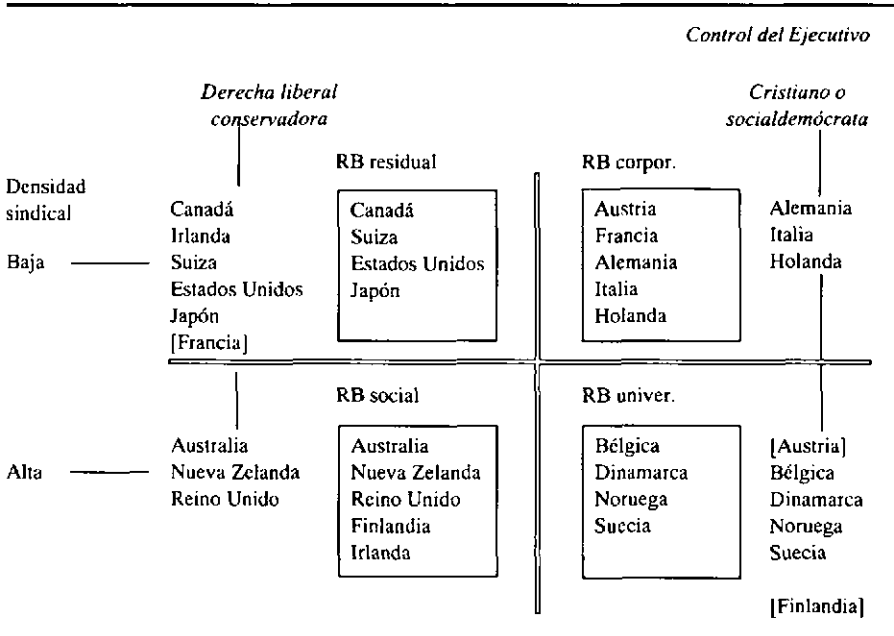 Control del Ejecutivo
Derecha liberal
conservadora
Cristiano o
socialdemócrata
RB residual
RB corpor.
Densidad
sindical
Baja
Canadá
Irlanda
Suiza
Estados Unidos
Japón
[Francia]
Canadá
Suiza
Estados Unidos
Japón
Austria
Francia
Alemania
Italia
Holanda
Alemania
Italia
Holanda
RB social
RB univer.
Alta
Australia
Nueva Zelanda
Reino Unido
Australia
Nueva Zelanda
Reino Unido
Finlandia
Irlanda
Bélgica
Dinamarca
Noruega
Suecia
[Austria]
Bélgica
Dinamarca
Noruega
Suecia
[Finlandia]